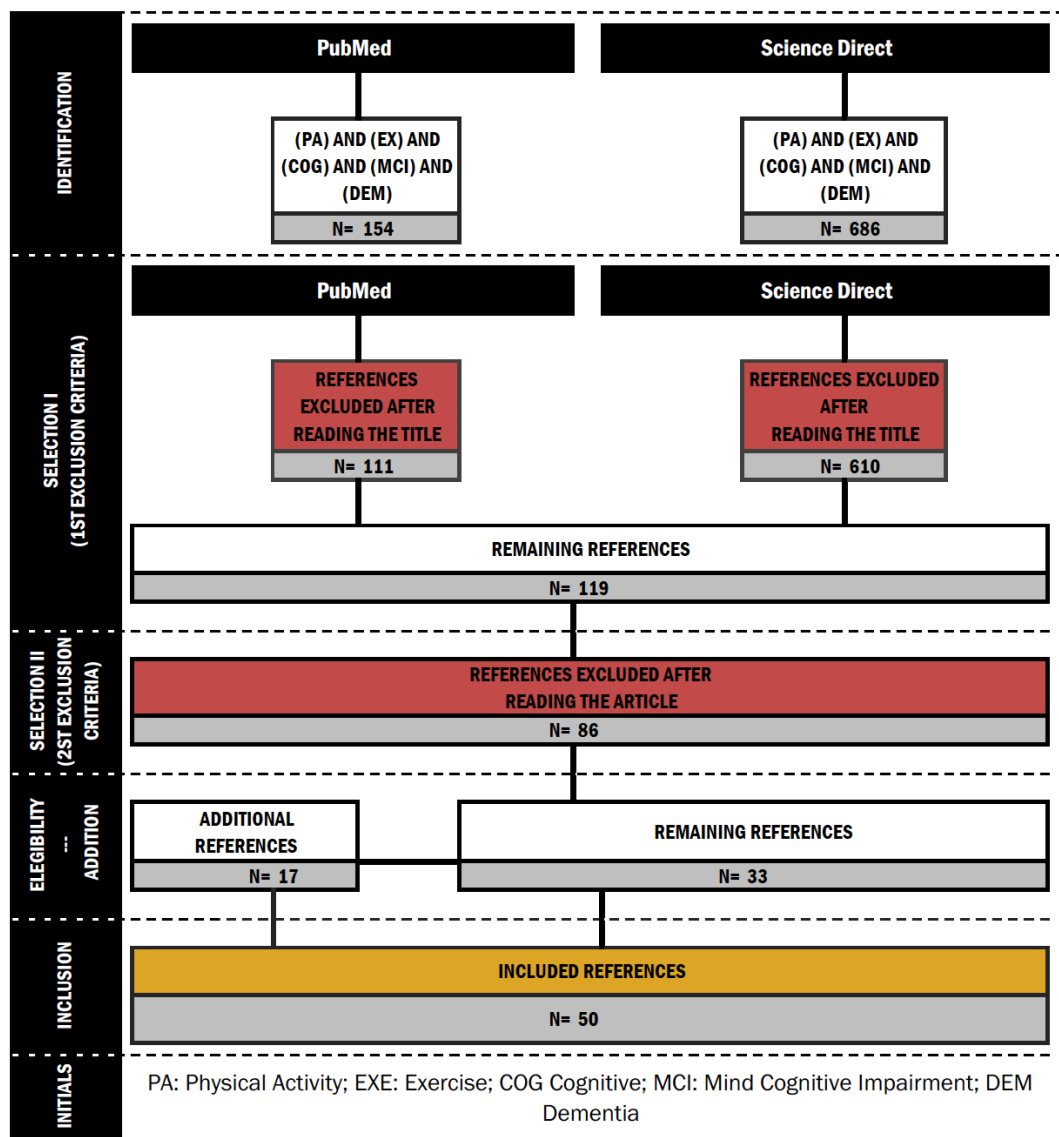 IDENTIFICATION
PubMed
Science Direct
(PA) AND (EX) AND
(COG) AND (MCI) AND
(DEM)
N= 154
(PA) AND (EX) AND
(COG) AND (MCI) AND
(DEM)
N= 686
SELECTION I
(1ST EXCLUSION CRITERIA)
PubMed
Science Direct
REFERENCES
EXCLUDED AFTER
READING THE TITLE
N= 111
REFERENCES EXCLUDED
AFTER
READING THE TITLE
N= 610
REMAINING REFERENCES
N= 119
SELECTION II
(2ST EXCLUSION
CRITERIA)
REFERENCES EXCLUDED AFTER
READING THE ARTICLE
N= 86
ELEGIBILITY
---
ADDITION
ADDITIONAL
REFERENCES
N= 17
REMAINING REFERENCES
N= 33
INCLUSION
INCLUDED REFERENCES
N= 50
INITIALS
PA: Physical Activity; EXE: Exercise; COG Cognitive; MCI: Mind Cognitive Impairment; DEM
Dementia